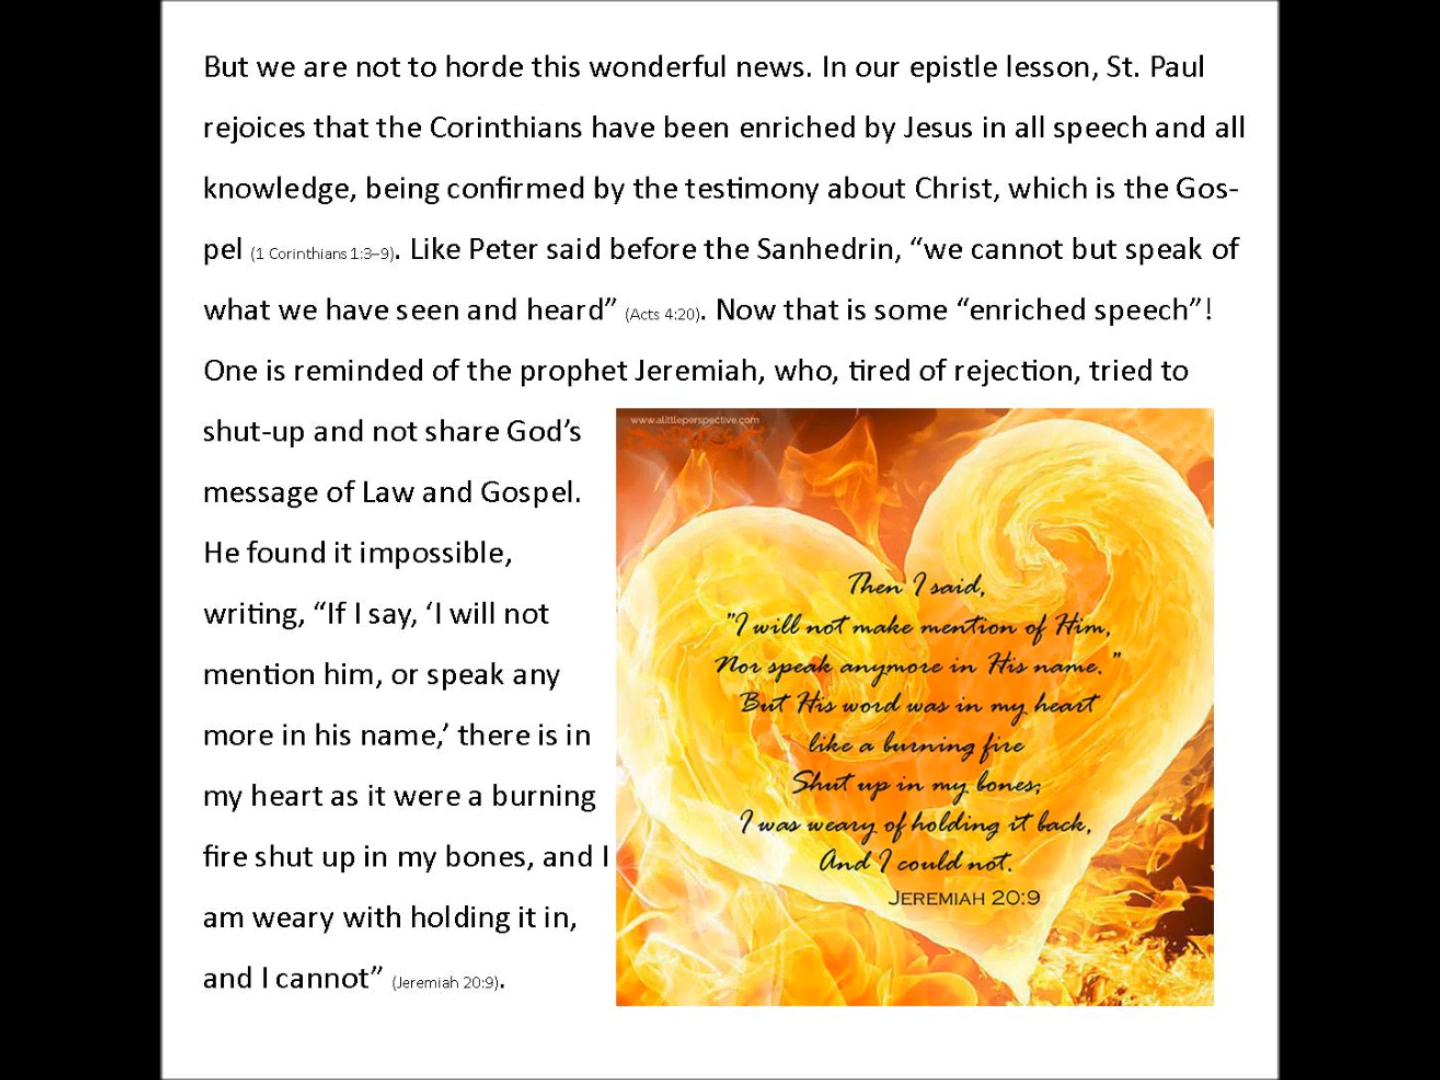 But we are not to horde this wonderful news. In our epistle lesson, St. Paul
rejoices that the Corinthians have been enriched by Jesus in all speech and all
knowledge, being confirmed by the testimony about Christ, which is the Gos-
pel (1 Corinthians 1:3–9). Like Peter said before the Sanhedrin, “we cannot but speak of
what we have seen and heard” (Acts 4:20). Now that is some “enriched speech”!
One is reminded of the prophet Jeremiah, who, tired of rejection, tried to
shut-up and not share God’s
message of Law and Gospel.
He found it impossible,
writing, “If I say, ‘I will not
mention him, or speak any
more in his name,’ there is in
my heart as it were a burning
fire shut up in my bones, and I
am weary with holding it in,
and I cannot” (Jeremiah 20:9).
www.alittleperspective.com
Then I said,
"I will not make mention of Him,
Nor speak anymore in His name."
But His word was in my heart
like a burning fire
Shut up in my bones;
I was weary of holding it back,
And I could not.
JEREMIAH 20:9